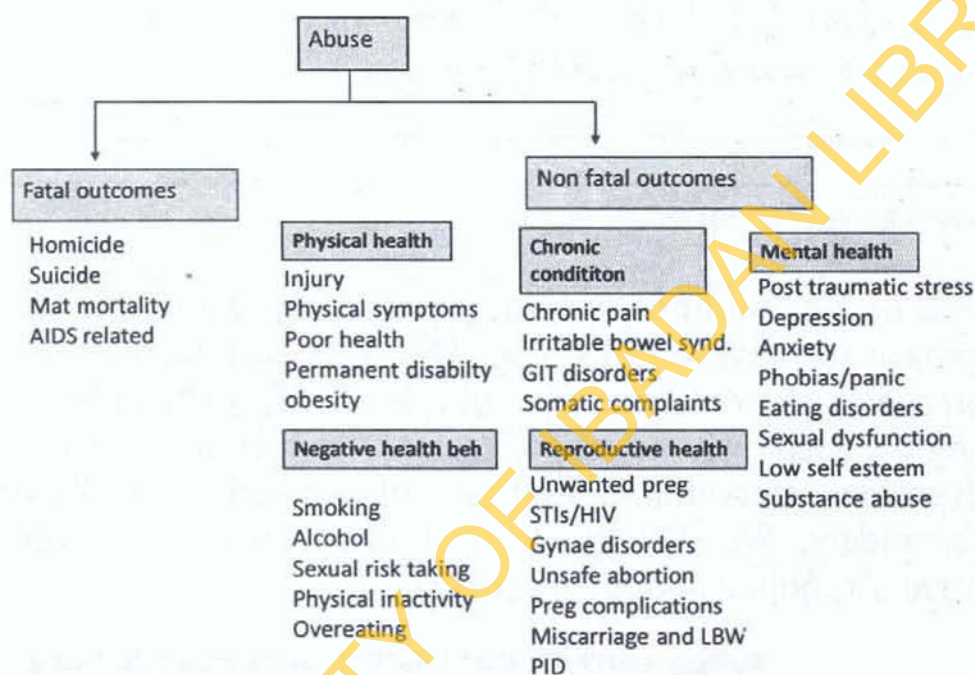 Abuse
Fatal outcomes
Homicide
Suicide
Mat mortality
AIDS related
Non fatal outcomes
Physical health
Injury
Physical symptoms
Poor health
Permanent disabilty
obesity
Negative health beh
Smoking
Alcohol
Sexual risk taking
Physical inactivity
Overeating
Chronic
condititon
Chronic pain
Irritable bowel synd.
GIT disorders
Somatic complaints
Reproductive health
Unwanted preg
STIs/HIV
Gynae disorders
Unsafe abortion
Preg complications
Miscarriage and LBW
PID
Mental health
Post traumatic stress
Depression
Anxiety
Phobias/panic
Eating disorders
Sexual dysfunction
Low self esteem
Substance abuse
TY OF IBADAN LIBR